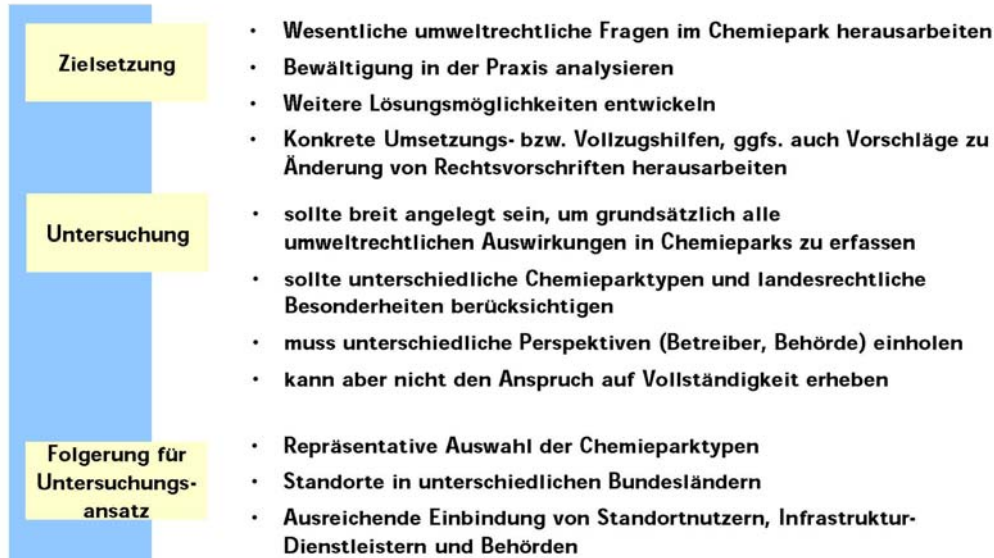 Zielsetzung
· Wesentliche umweltrechtliche Fragen im Chemiepark herausarbeiten
· Bewältigung in der Praxis analysieren
· Weitere Lösungsmöglichkeiten entwickeln
· Konkrete Umsetzungs- bzw. Vollzugshilfen, ggfs. auch Vorschläge zu
Änderung von Rechtsvorschriften herausarbeiten
Untersuchung
· sollte breit angelegt sein, um grundsätzlich alle
umweltrechtlichen Auswirkungen in Chemieparks zu erfassen
· sollte unterschiedliche Chemieparktypen und landesrechtliche
Besonderheiten berücksichtigen
· muss unterschiedliche Perspektiven (Betreiber, Behörde) einholen
· kann aber nicht den Anspruch auf Vollständigkeit erheben
Folgerung für
Untersuchungs-
ansatz
· Repräsentative Auswahl der Chemieparktypen
· Standorte in unterschiedlichen Bundesländern
· Ausreichende Einbindung von Standortnutzern, Infrastruktur-
Dienstleistern und Behörden